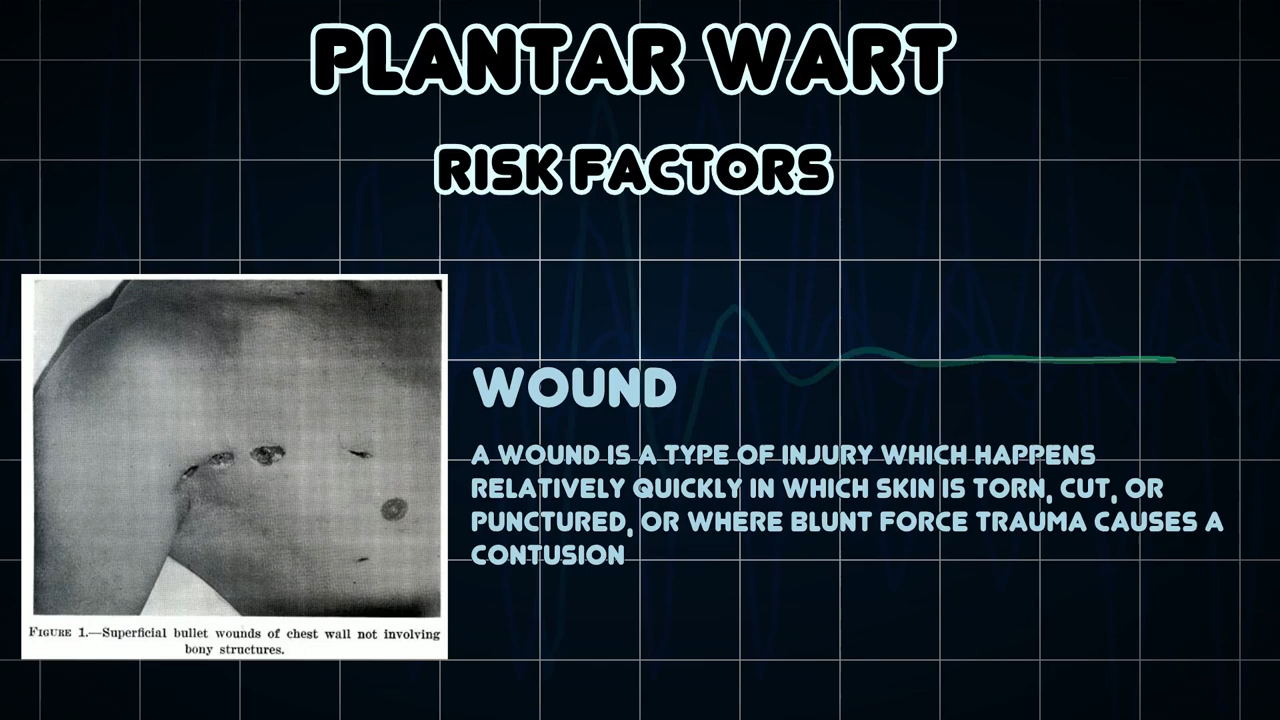 PLANTAR WART
RISK FACTORS
WOUND
A WOUND IS A TYPE OF INJURY WHICH HAPPENS
RELATIVELY QUICKLY IN WHICH SKIN IS TORN, CUT, OR
PUNCTURED, OR WHERE BLUNT FORCE TRAUMA CAUSES A
CONTUSION
FIGURE 1.—Superficial bullet wounds of chest wall not involving
bony structures.